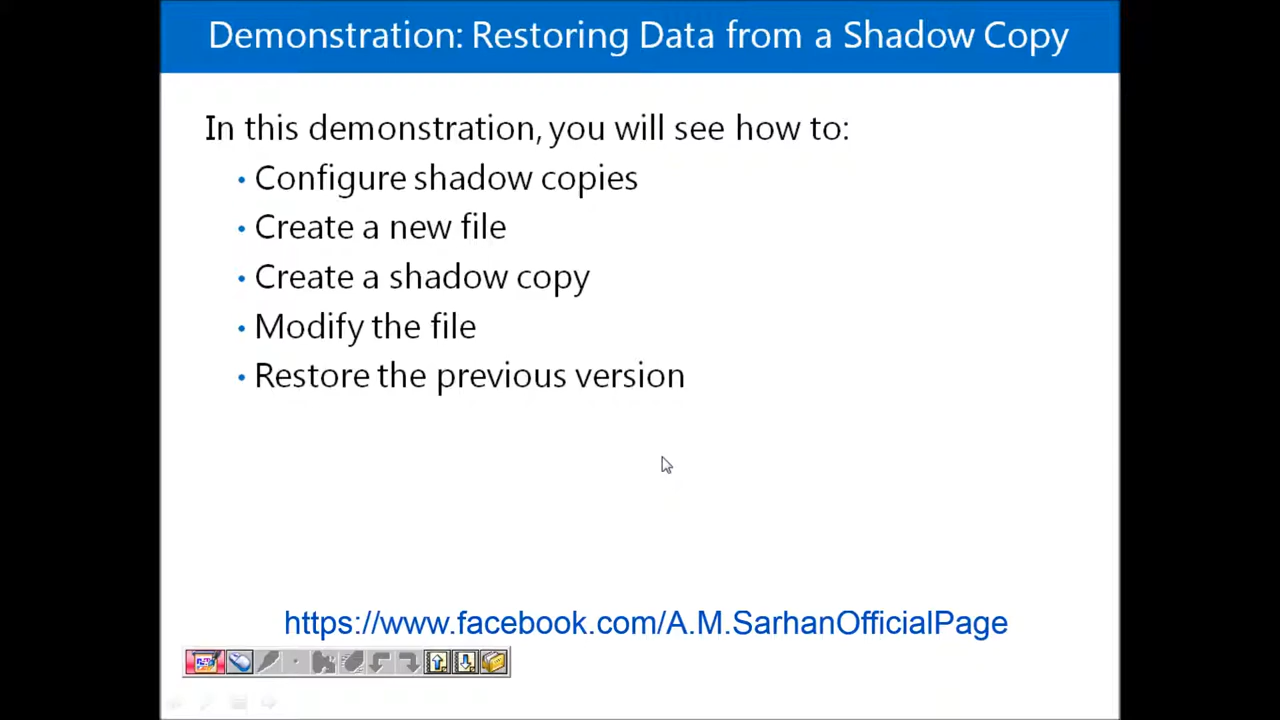 Demonstration: Restoring Data from a Shadow Copy
In this demonstration, you will see how to:
• Configure shadow copies
• Create a new file
• Create a shadow copy
• Modify the file
• Restore the previous version
https://www.facebook.com/A.M.SarhanOfficialPage